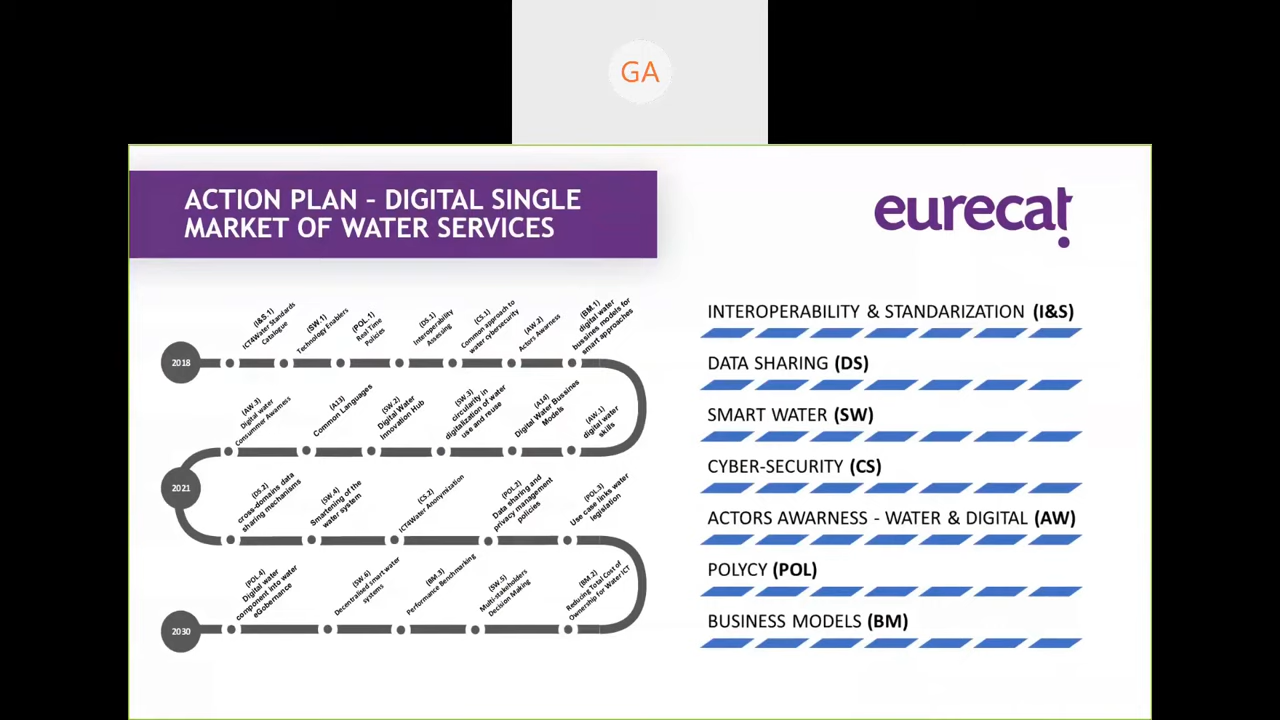 GA
ACTION PLAN – DIGITAL SINGLE
MARKET OF WATER SERVICES
eurecat
2018
(I&S.1)
ICT4Water Standards
Catalogue
(SW.1)
Technology Enablers
(POL.1)
Real Time
Policies
(DS.1)
Interoperability
Assesing
(CS.1)
Common approach to
water cybersecurity
(AW.2)
Actors Awarness
(BM.1)
digital water
bussines models for
smart approaches
(AW.3)
Digital water
Consummer Awarness
(A13)
Common Languages
(SW.2)
Digital Water
Innovation Hub
(SW.3)
circularity in
digitalization of water
use and reuse
(A14)
Digital Water Bussines
Models
(AW.1)
digital water
skills
2021
(DS.2)
cross-domains data
sharing mechanisms
(SW.4)
Smartening of the
water system
(CS.2)
ICT4Water Anonymization
(POL.2)
Data sharing and
privacy management
policies
(POL.3)
Use case links water
legislation
2030
(POL.4)
Digital water
component into water
eGobernance
(SW.6)
Decentralised smart water
systems
(BM.3)
Performance Benchmarking
(SW.5)
Multi-stakeholders
Decision Making
(BM.2)
Reducing Total Cost of
Ownership for Water ICT
INTEROPERABILITY & STANDARIZATION (I&S)
DATA SHARING (DS)
SMART WATER (SW)
CYBER-SECURITY (CS)
ACTORS AWARNESS - WATER & DIGITAL (AW)
POLYCY (POL)
BUSINESS MODELS (BM)